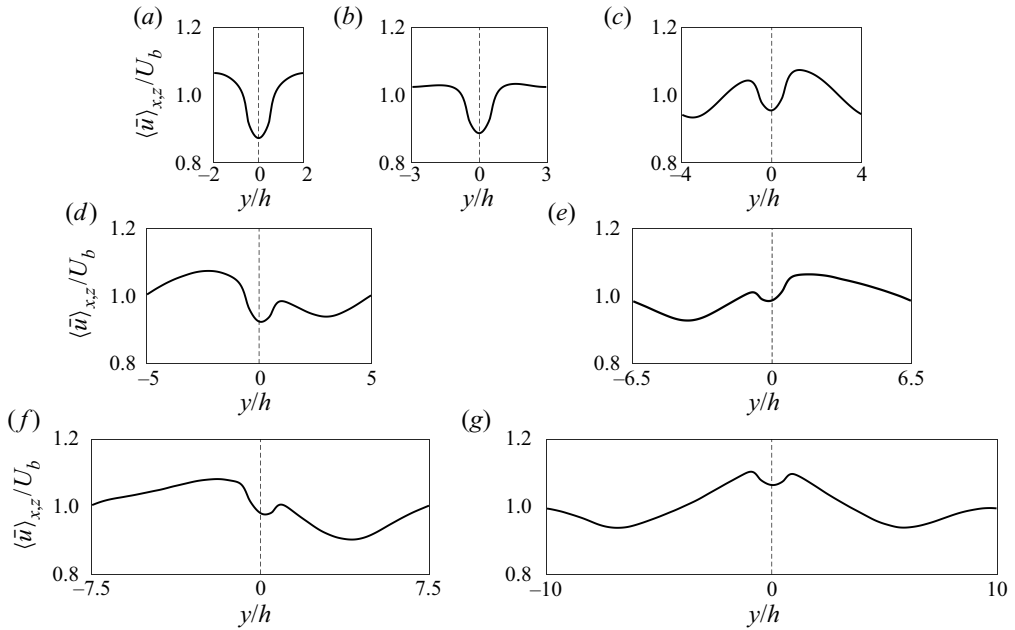 (a) (b) (c)
1.2 1.2 1.2
⟨ū⟩x,z/Ub 1.0 1.0 1.0
0.8 0.8 0.8
–2 0 2 –3 0 3 –4 0 4
y/h y/h y/h
(d) (e)
1.2 1.2
⟨ū⟩x,z/Ub 1.0 1.0
0.8 0.8
–5 0 5 –6.5 0 6.5
y/h y/h
(f) (g)
1.2 1.2
⟨ū⟩x,z/Ub 1.0 1.0
0.8 0.8
–7.5 0 7.5 –10 0 10
y/h y/h